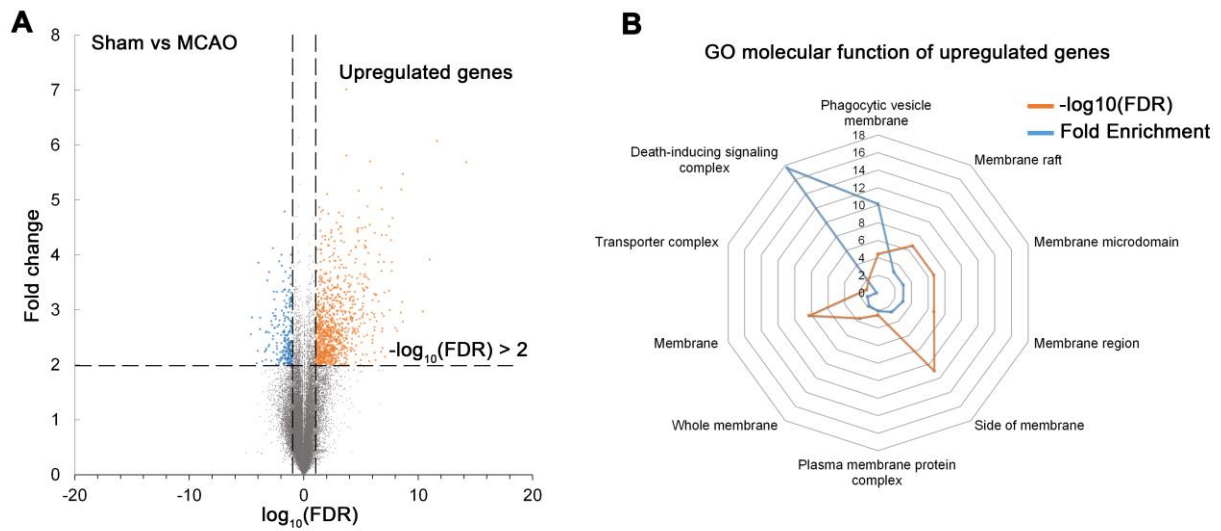 A
Sham vs MCAO
Upregulated genes
8
7
6
5
4
3
2
1
0
Fold change
-log10(FDR) > 2
-20
-10
0
10
20
log10(FDR)
B
GO molecular function of upregulated genes
-log10(FDR)
Fold Enrichment
Phagocytic vesicle
membrane
Membrane raft
Membrane microdomain
Membrane region
Side of membrane
Plasma membrane protein
complex
Whole membrane
Membrane
Transporter complex
Death-inducing signaling
complex
18
16
14
12
10
8
6
4
2
0